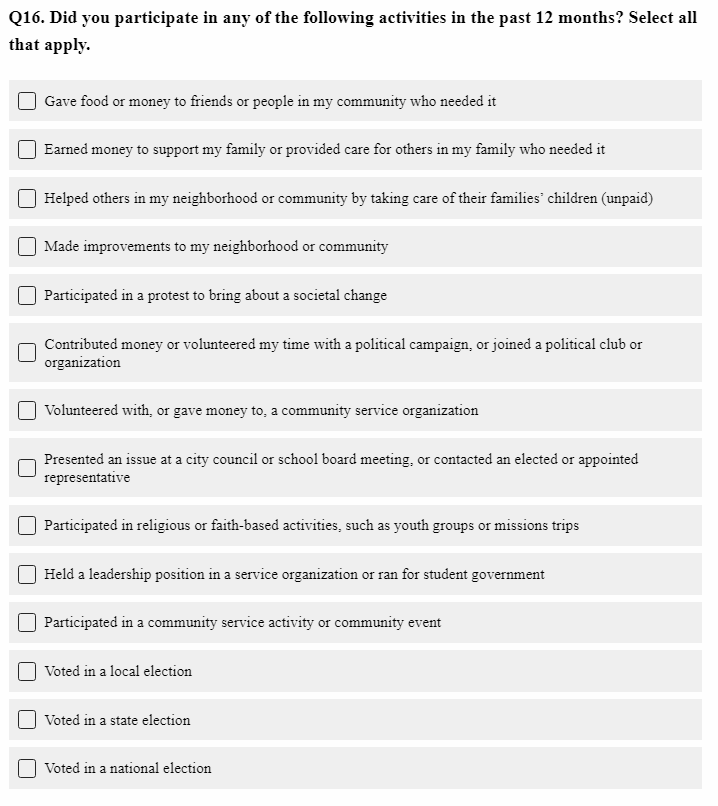 Q16. Did you participate in any of the following activities in the past 12 months? Select all
that apply.
Gave food or money to friends or people in my community who needed it
Earned money to support my family or provided care for others in my family who needed it
Helped others in my neighborhood or community by taking care of their families’ children (unpaid)
Made improvements to my neighborhood or community
Participated in a protest to bring about a societal change
Contributed money or volunteered my time with a political campaign, or joined a political club or
organization
Volunteered with, or gave money to, a community service organization
Presented an issue at a city council or school board meeting, or contacted an elected or appointed
representative
Participated in religious or faith-based activities, such as youth groups or missions trips
Held a leadership position in a service organization or ran for student government
Participated in a community service activity or community event
Voted in a local election
Voted in a state election
Voted in a national election